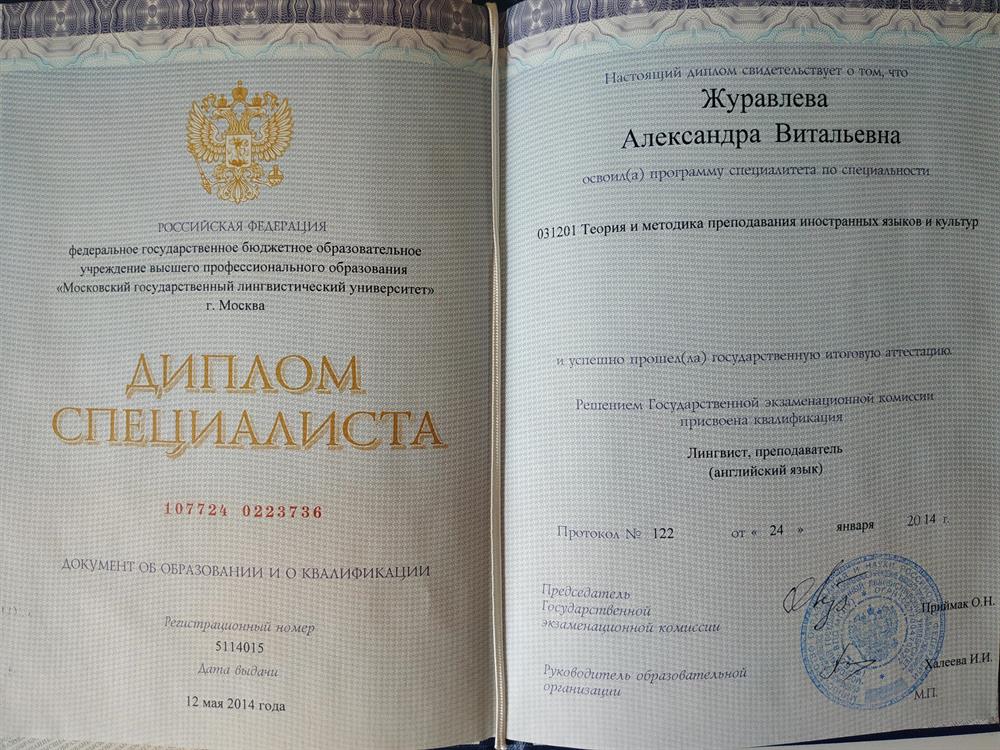 РОССИЙСКАЯ ФЕДЕРАЦИЯ
федеральное государственное бюджетное образовательное
учреждение высшего профессионального образования
«Московский государственный лингвистический университет»
г. Москва
ДИПЛОМ
СПЕЦИАЛИСТА
107724 0223736
ДОКУМЕНТ ОБ ОБРАЗОВАНИИ И О КВАЛИФИКАЦИИ
Регистрационный номер
5114015
Дата выдачи
12 мая 2014 года
Настоящий диплом свидетельствует о том, что
Журавлева
Александра Витальевна
освоил(а) программу специалитета по специальности
031201 Теория и методика преподавания иностранных языков и культур
и успешно прошел(ла) государственную итоговую аттестацию.
Решением Государственной экзаменационной комиссии
присвоена квалификация
Лингвист, преподаватель
(английский язык)
Протокол № 122 от « 24 » января 2014 г.
Председатель
Государственной
экзаменационной комиссии
Приймак О.Н.
Руководитель образовательной
организации
Халеева И.И.
М.П.